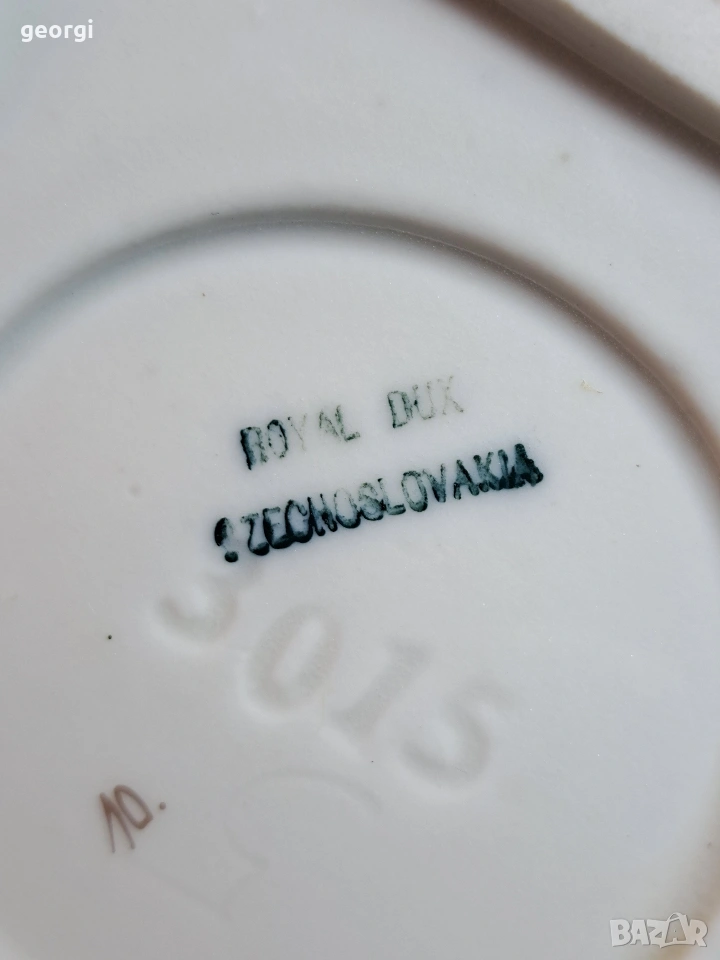 georgi
ROYAL DUX
CZECHOSLOVAKIA
3015
10.
BAZAR